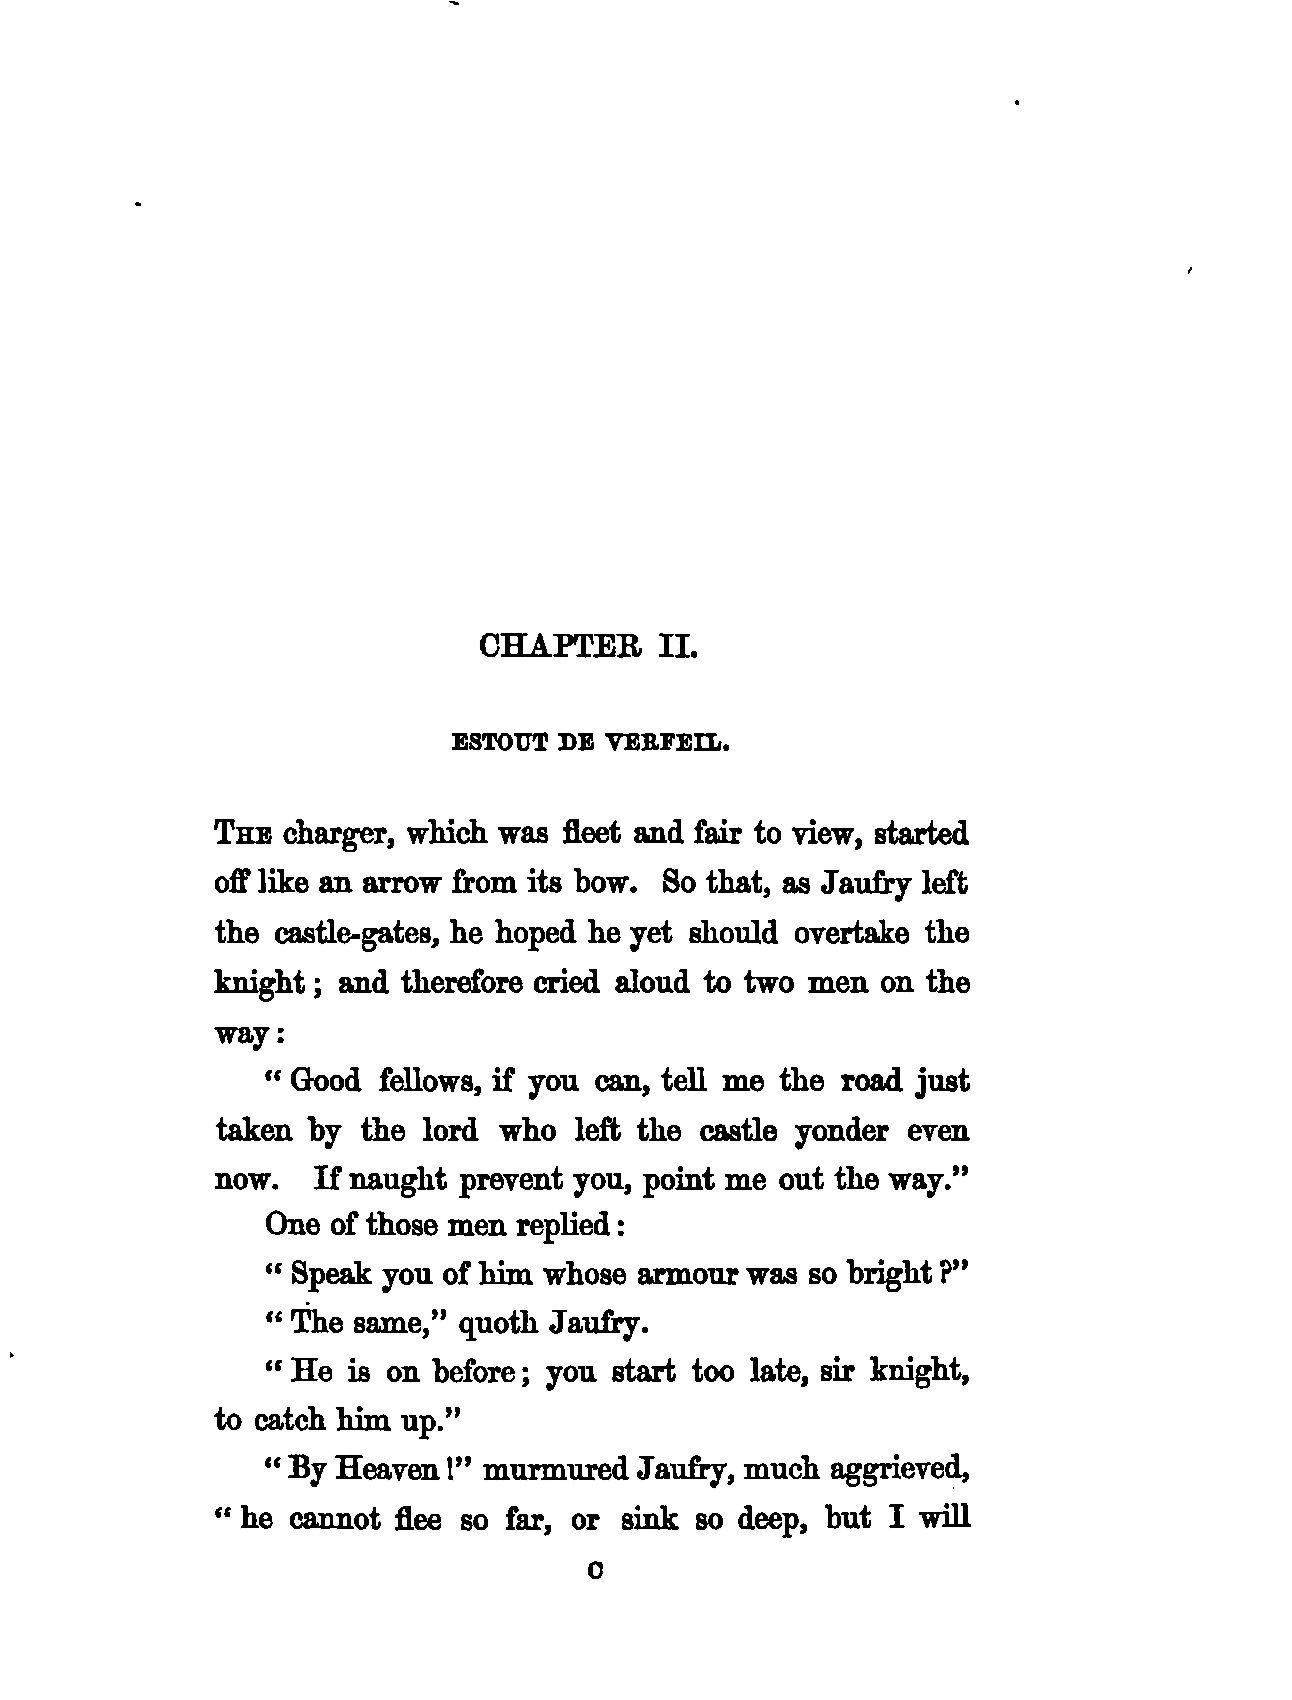 CHAPTER II.
ESTOUT DE VERFEIL.
THE charger, which was fleet and fair to view, started
off like an arrow from its bow. So that, as Jaufry left
the castle-gates, he hoped he yet should overtake the
knight; and therefore cried aloud to two men on the
way:
"Good fellows, if you can, tell me the road just
taken by the lord who left the castle yonder even
now. If naught prevent you, point me out the way."
One of those men replied:
"Speak you of him whose armour was so bright?"
"The same," quoth Jaufry.
"He is on before; you start too late, sir knight,
to catch him up."
"By Heaven!" murmured Jaufry, much aggrieved,
"he cannot flee so far, or sink so deep, but I will
C